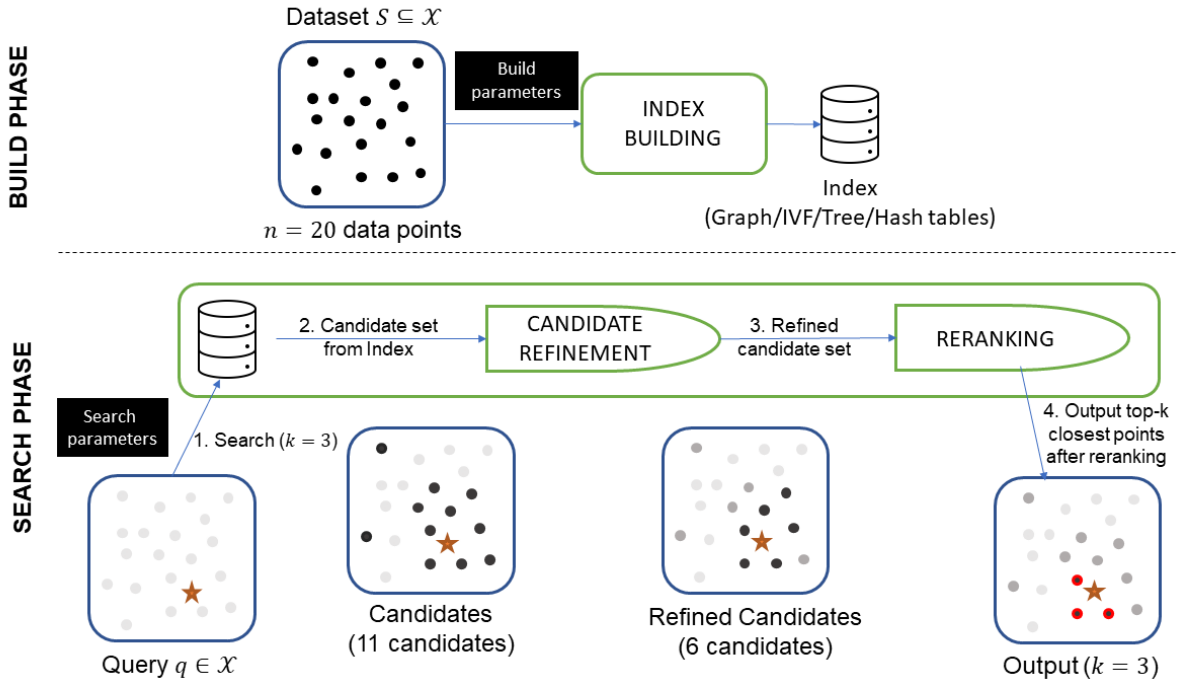 BUILD PHASE
Dataset 𝑆 ⊆ 𝒳
Build
parameters
INDEX
BUILDING
Index
(Graph/IVF/Tree/Hash tables)
𝑛 = 20 data points
SEARCH PHASE
2. Candidate set
from Index
CANDIDATE
REFINEMENT
3. Refined
candidate set
RERANKING
Search
parameters
1. Search (𝑘 = 3)
4. Output top-k
closest points
after reranking
Query 𝑞 ∈ 𝒳
Candidates
(11 candidates)
Refined Candidates
(6 candidates)
Output (𝑘 = 3)